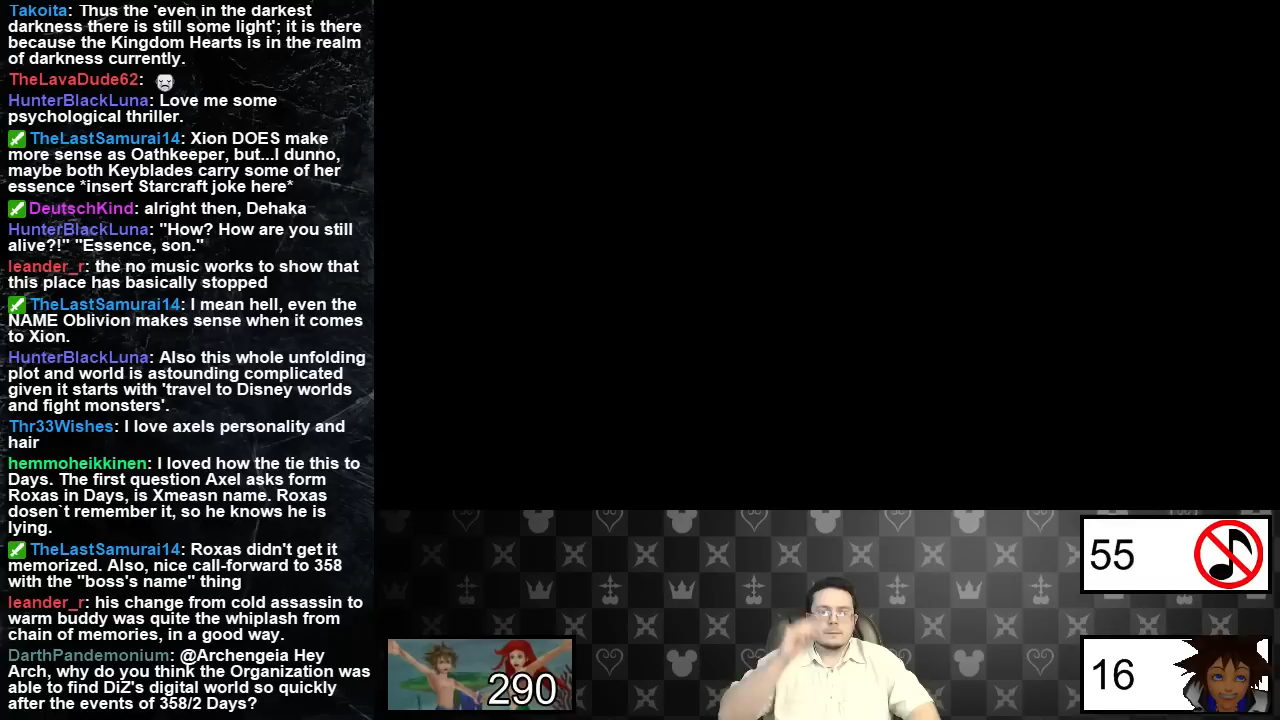 Takoita: Thus the 'even in the darkest
darkness there is still some light'; it is there
because the Kingdom Hearts is in the realm
of darkness currently.
TheLavaDude62:
HunterBlackLuna: Love me some
psychological thriller.
TheLastSamurai14: Xion DOES make
more sense as Oathkeeper, but...I dunno,
maybe both Keyblades carry some of her
essence *insert Starcraft joke here*
DeutschKind: alright then, Dehaka
HunterBlackLuna: "How? How are you still
alive?!" "Essence, son."
leander_r: the no music works to show that
this place has basically stopped
TheLastSamurai14: I mean hell, even the
NAME Oblivion makes sense when it comes
to Xion.
HunterBlackLuna: Also this whole unfolding
plot and world is astounding complicated
given it starts with 'travel to Disney worlds
and fight monsters'.
Thr33Wishes: I love axels personality and
hair
hemmoheikkinen: I loved how the tie this to
Days. The first question Axel asks form
Roxas in Days, is Xmeasn name. Roxas
dosen`t remember it, so he knows he is
lying.
TheLastSamurai14: Roxas didn't get it
memorized. Also, nice call-forward to 358
with the "boss's name" thing
leander_r: his change from cold assassin to
warm buddy was quite the whiplash from
chain of memories, in a good way.
DarthPandemonium: @Archengeia Hey
Arch, why do you think the Organization was
able to find DiZ's digital world so quickly
after the events of 358/2 Days?
290
55
16